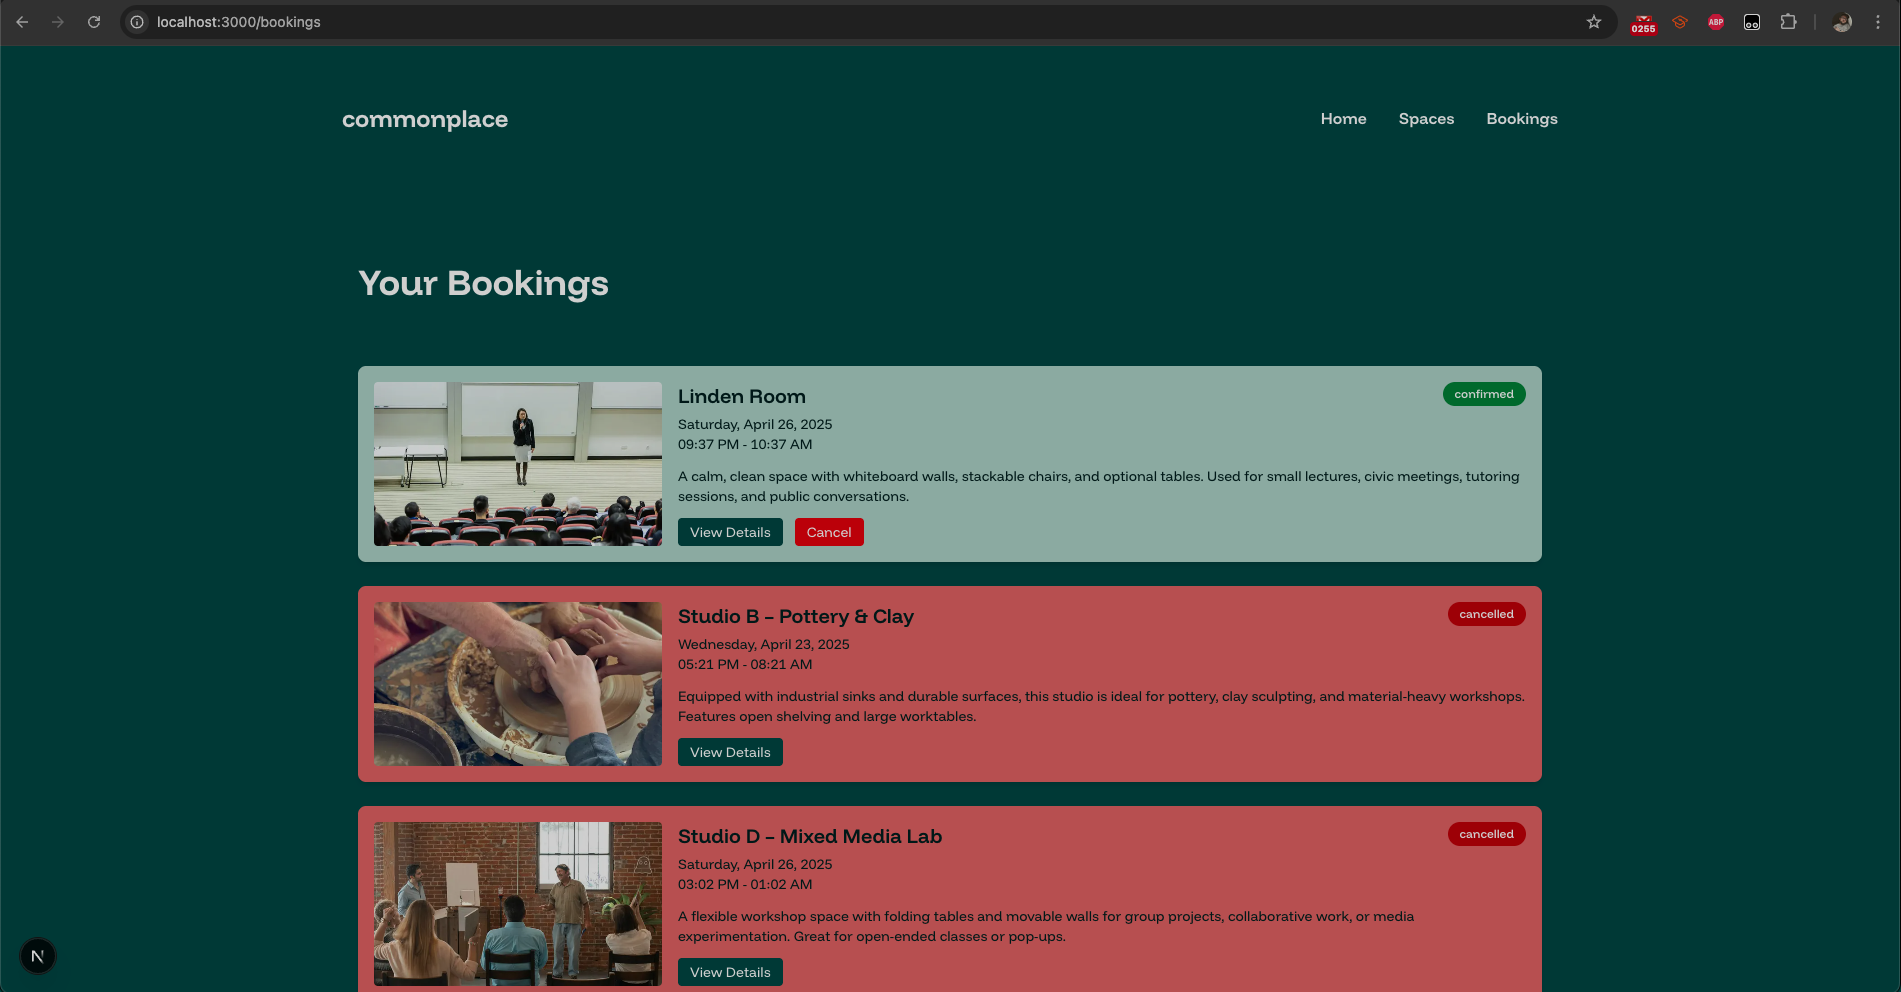 localhost:3000/bookings
0255
ABP
commonplace
Home Spaces Bookings
Your Bookings
Linden Room
confirmed
Saturday, April 26, 2025
09:37 PM - 10:37 AM
A calm, clean space with whiteboard walls, stackable chairs, and optional tables. Used for small lectures, civic meetings, tutoring
sessions, and public conversations.
View Details Cancel
Studio B – Pottery & Clay
cancelled
Wednesday, April 23, 2025
05:21 PM - 08:21 AM
Equipped with industrial sinks and durable surfaces, this studio is ideal for pottery, clay sculpting, and material-heavy workshops.
Features open shelving and large worktables.
View Details
Studio D – Mixed Media Lab
cancelled
Saturday, April 26, 2025
03:02 PM - 01:02 AM
A flexible workshop space with folding tables and movable walls for group projects, collaborative work, or media
experimentation. Great for open-ended classes or pop-ups.
View Details
N